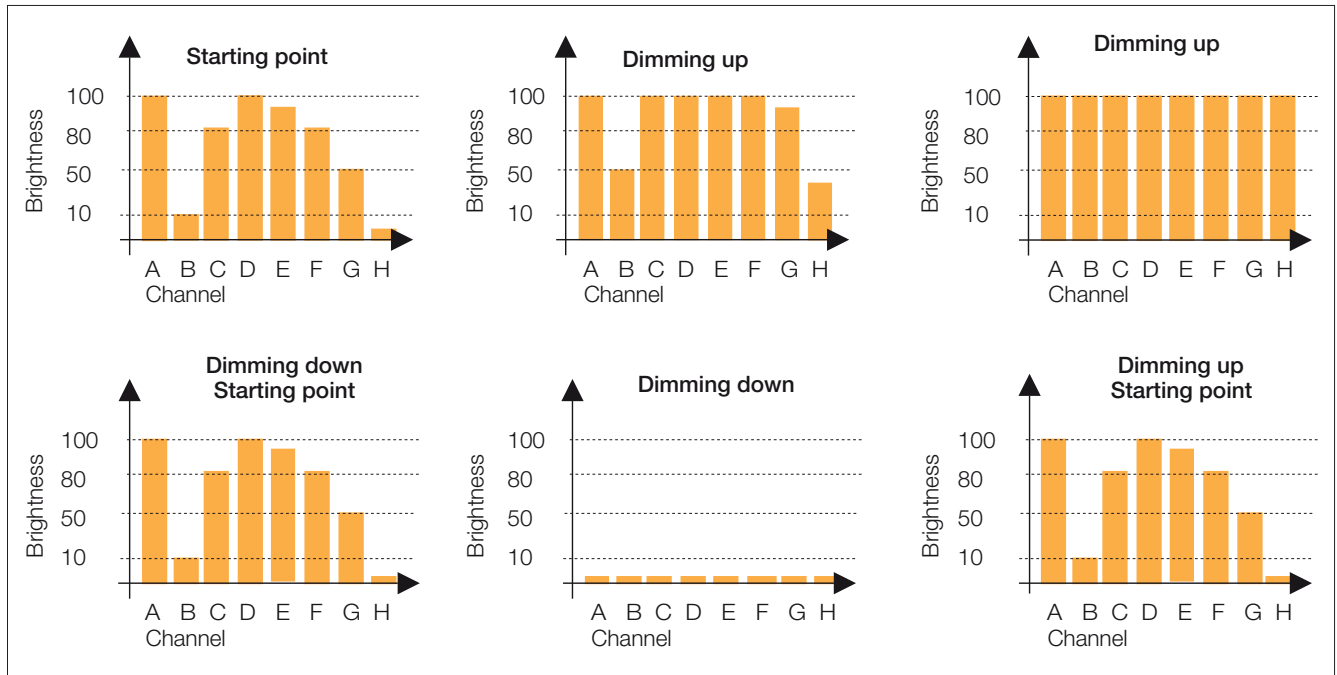 Starting point
Brightness
100
80
50
10
A B C D E F G H
Channel
Dimming up
Brightness
100
80
50
10
A B C D E F G H
Channel
Dimming up
Brightness
100
80
50
10
A B C D E F G H
Channel
Dimming down
Starting point
Brightness
100
80
50
10
A B C D E F G H
Channel
Dimming down
Brightness
100
80
50
10
A B C D E F G H
Channel
Dimming up
Starting point
Brightness
100
80
50
10
A B C D E F G H
Channel